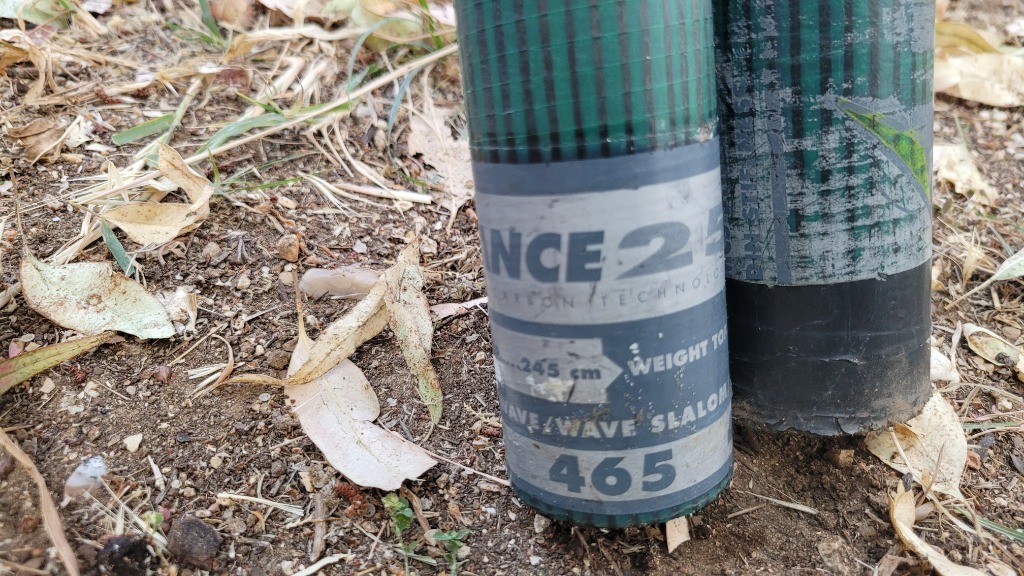 NCE 25
CARBON TECHNOLO
245 cm WEIGHT TO
WAVE/WAVE SLALOM
465